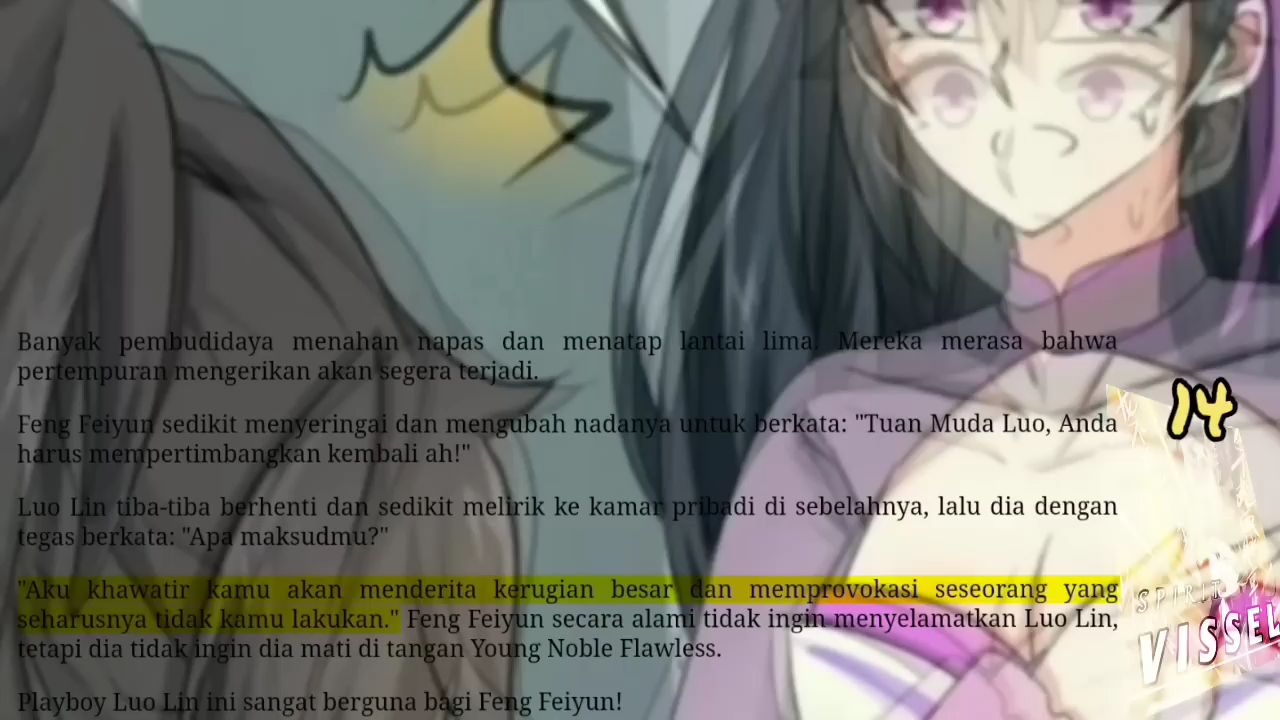 Banyak pembudidaya menahan napas dan menatap lantai lima. Mereka merasa bahwa
pertempuran mengerikan akan segera terjadi.
Feng Feiyun sedikit menyeringai dan mengubah nadanya untuk berkata: "Tuan Muda Luo, Anda
harus mempertimbangkan kembali ah!"
Luo Lin tiba-tiba berhenti dan sedikit melirik ke kamar pribadi di sebelahnya, lalu dia dengan
tegas berkata: "Apa maksudmu?"
"Aku khawatir kamu akan menderita kerugian besar dan memprovokasi seseorang yang
seharusnya tidak kamu lakukan." Feng Feiyun secara alami tidak ingin menyelamatkan Luo Lin,
tetapi dia tidak ingin dia mati di tangan Young Noble Flawless.
Playboy Luo Lin ini sangat berguna bagi Feng Feiyun!
14
SPIRIT
VISSEL